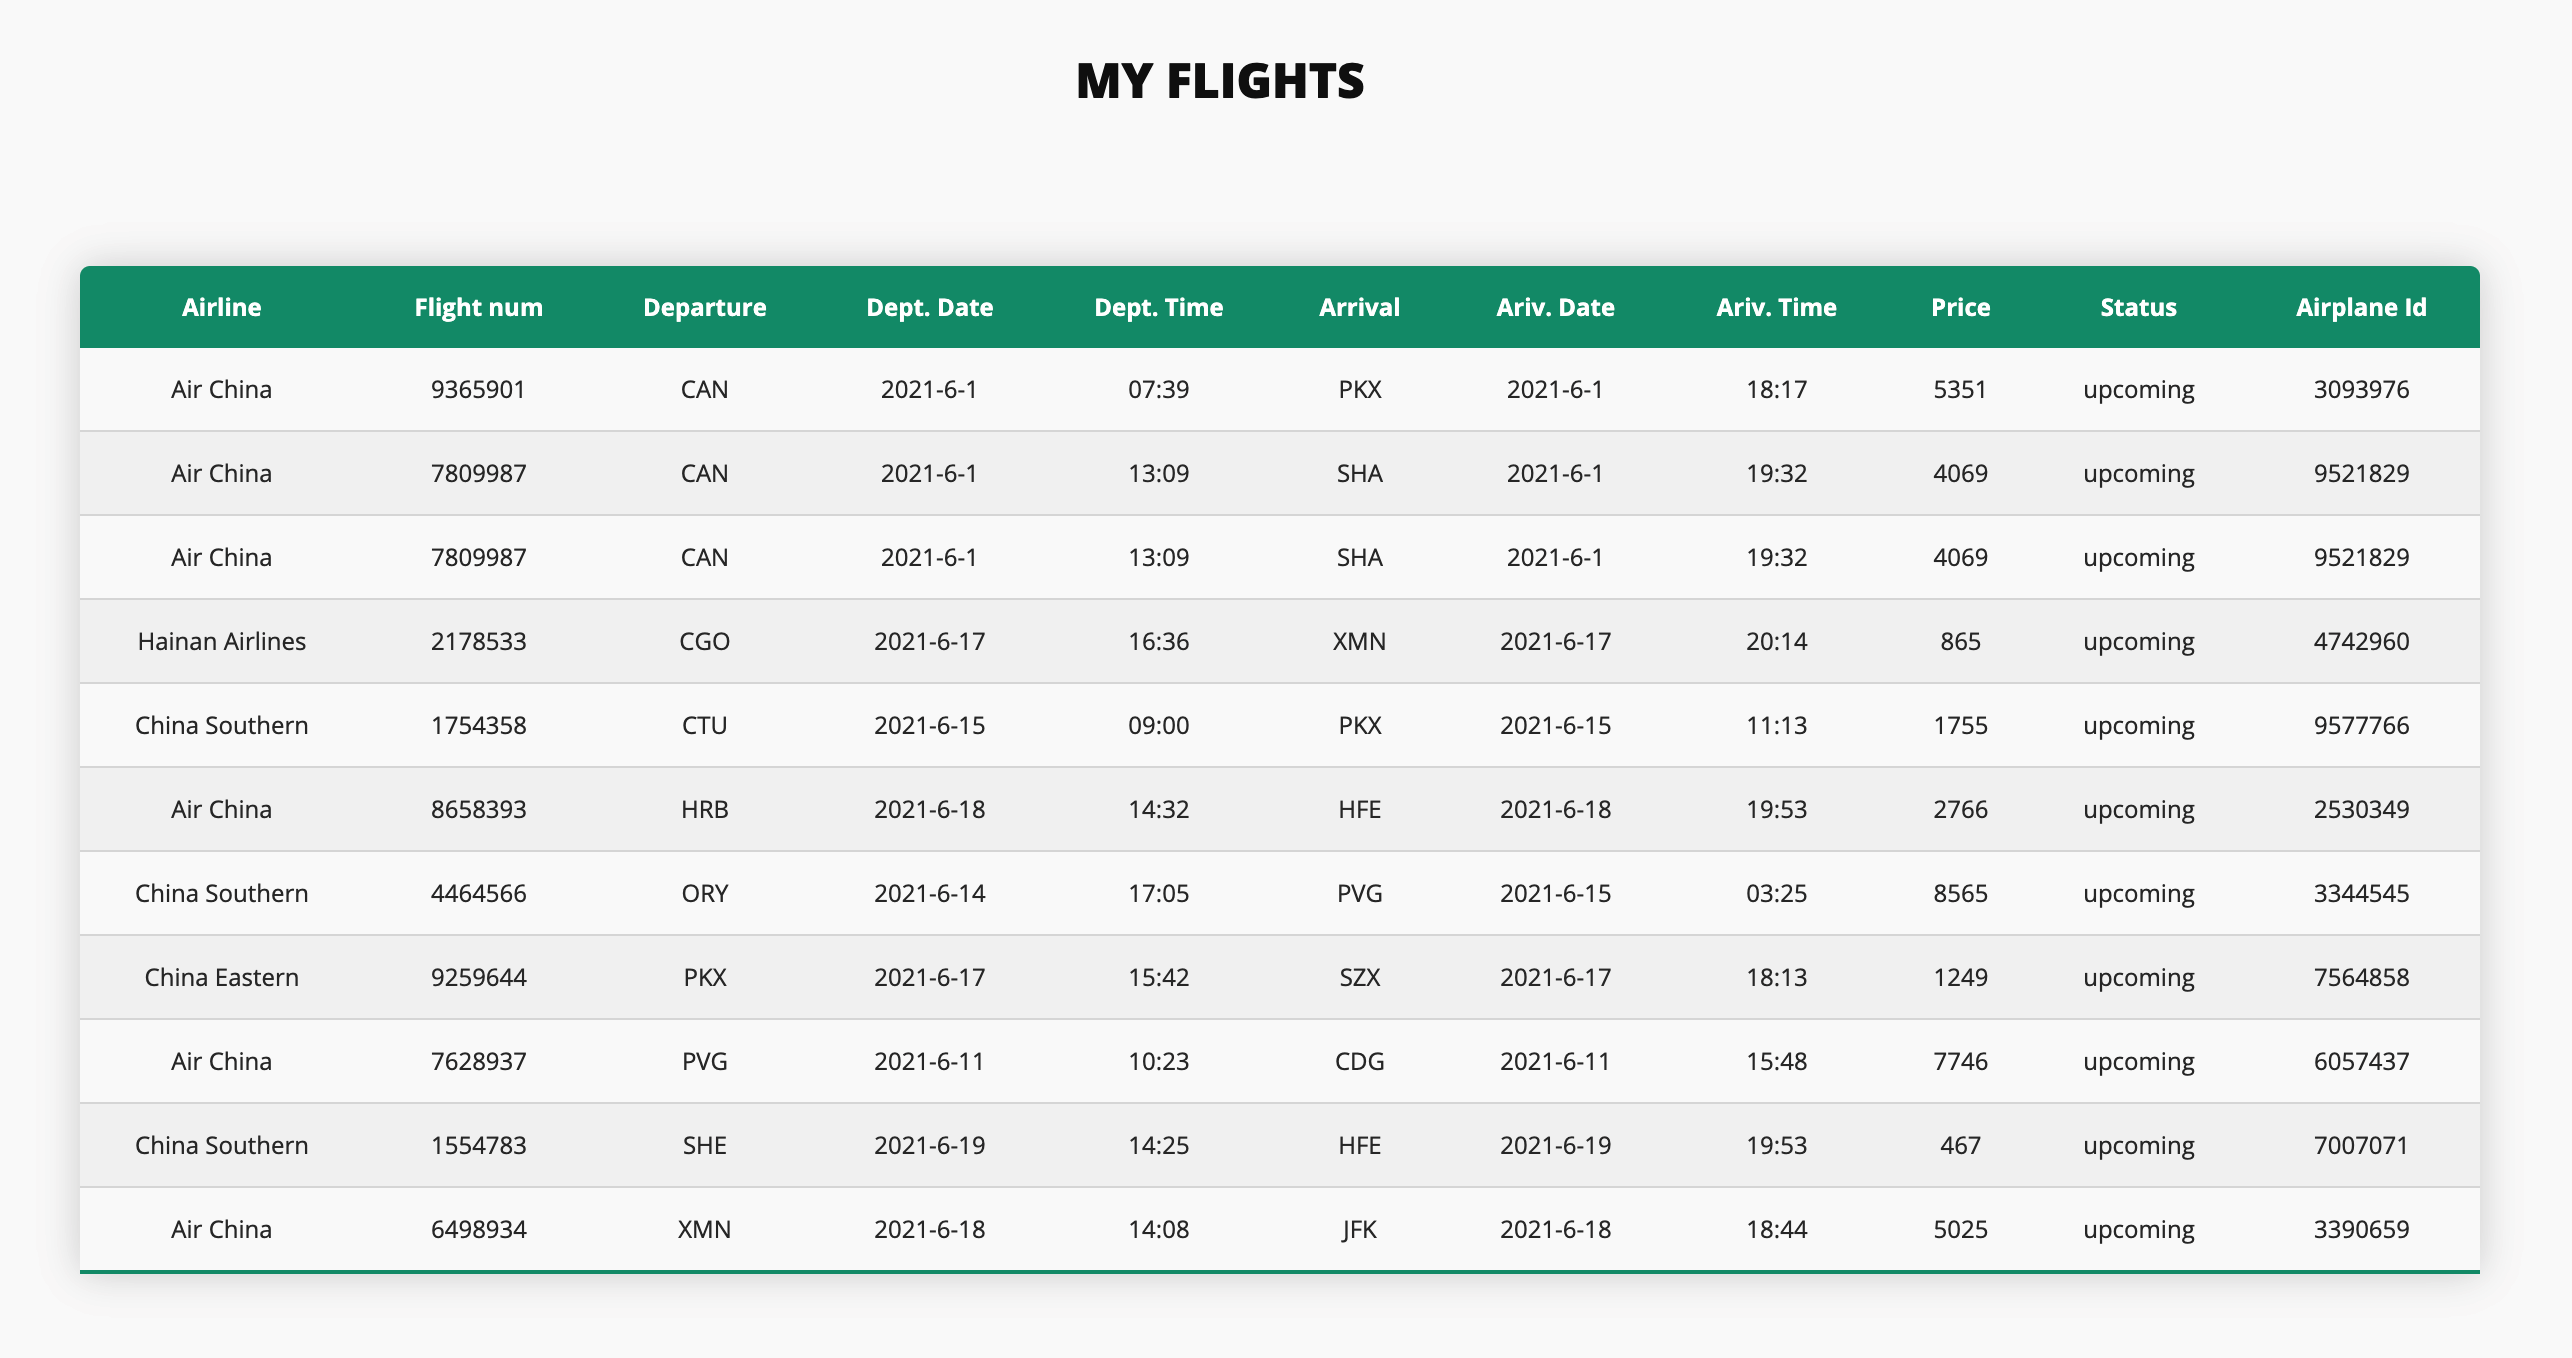 MY FLIGHTS
Airline Flight num Departure Dept. Date Dept. Time Arrival Ariv. Date Ariv. Time Price Status Airplane Id
Air China 9365901 CAN 2021-6-1 07:39 PKX 2021-6-1 18:17 5351 upcoming 3093976
Air China 7809987 CAN 2021-6-1 13:09 SHA 2021-6-1 19:32 4069 upcoming 9521829
Air China 7809987 CAN 2021-6-1 13:09 SHA 2021-6-1 19:32 4069 upcoming 9521829
Hainan Airlines 2178533 CGO 2021-6-17 16:36 XMN 2021-6-17 20:14 865 upcoming 4742960
China Southern 1754358 CTU 2021-6-15 09:00 PKX 2021-6-15 11:13 1755 upcoming 9577766
Air China 8658393 HRB 2021-6-18 14:32 HFE 2021-6-18 19:53 2766 upcoming 2530349
China Southern 4464566 ORY 2021-6-14 17:05 PVG 2021-6-15 03:25 8565 upcoming 3344545
China Eastern 9259644 PKX 2021-6-17 15:42 SZX 2021-6-17 18:13 1249 upcoming 7564858
Air China 7628937 PVG 2021-6-11 10:23 CDG 2021-6-11 15:48 7746 upcoming 6057437
China Southern 1554783 SHE 2021-6-19 14:25 HFE 2021-6-19 19:53 467 upcoming 7007071
Air China 6498934 XMN 2021-6-18 14:08 JFK 2021-6-18 18:44 5025 upcoming 3390659